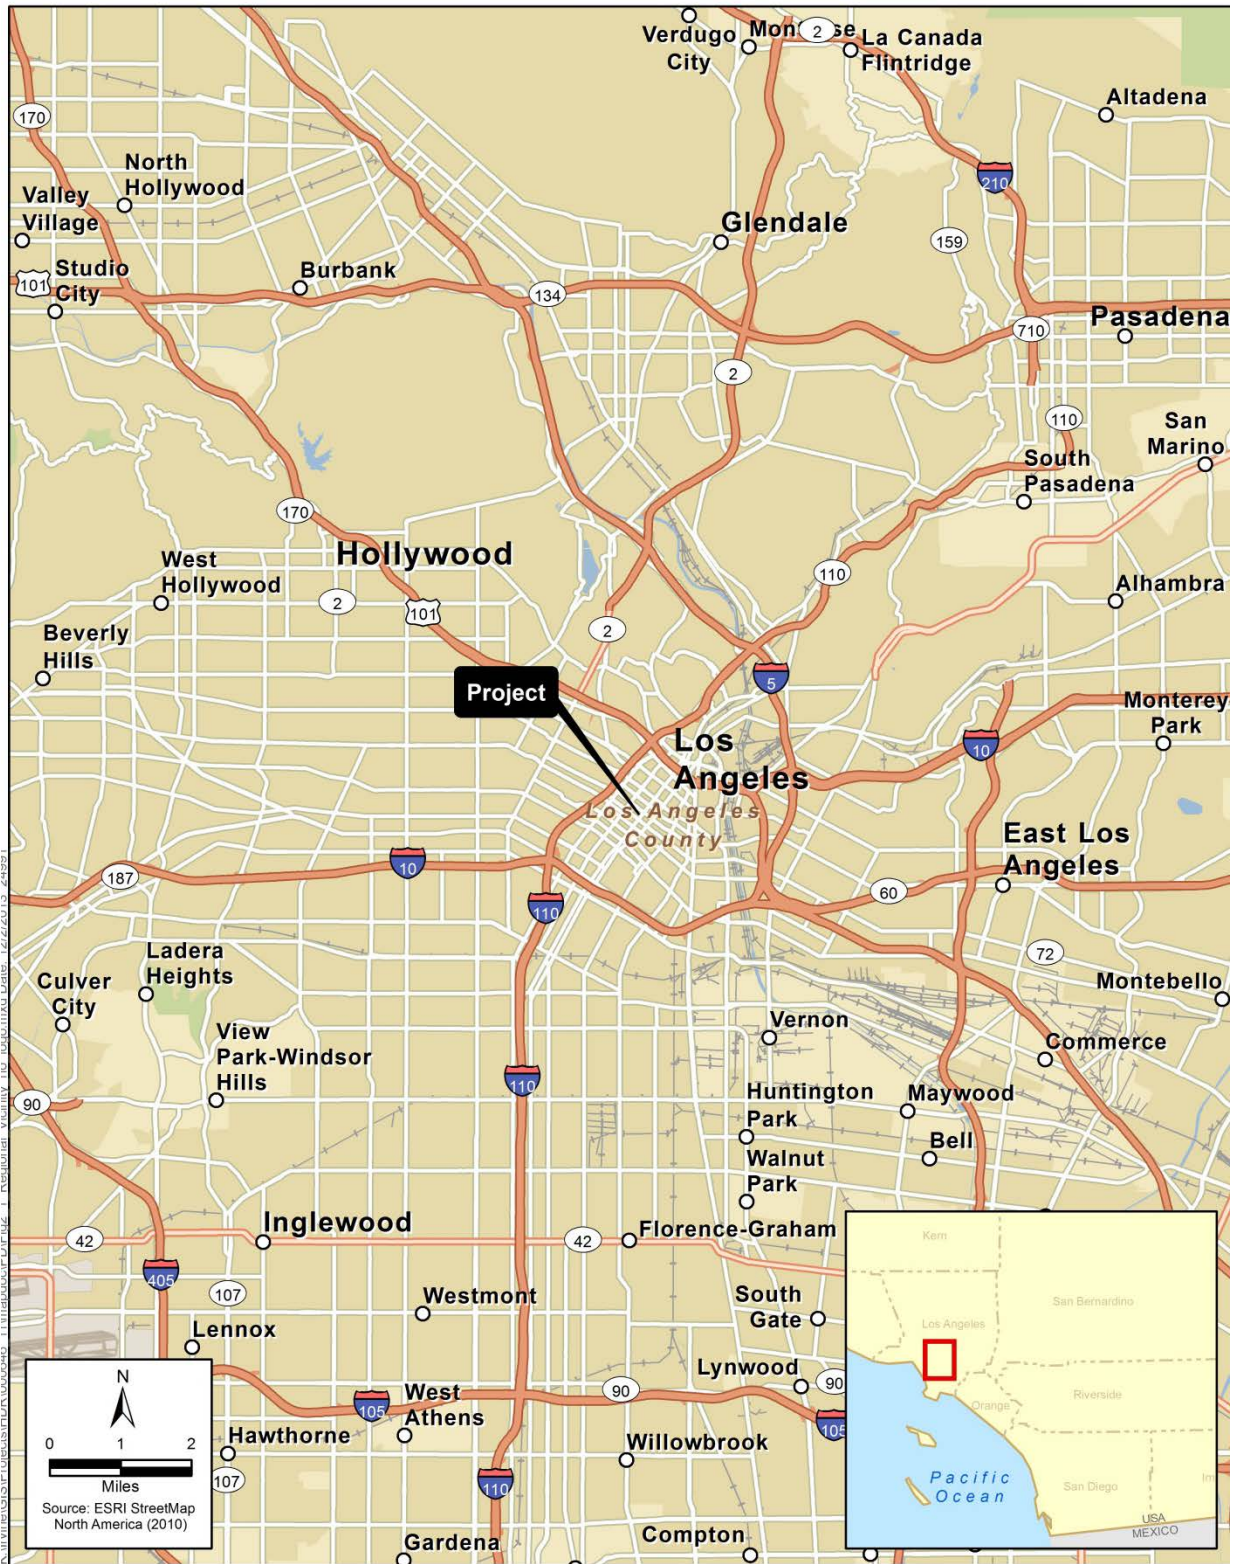 Verdugo
City
2
La Canada
Flintridge
Altadena
170
North
Hollywood
210
Valley
Village
Glendale
159
Studio
City
101
Burbank
134
710
Pasadena
2
110
San
Marino
South
Pasadena
170
Hollywood
West
Hollywood
2
101
110
Alhambra
Beverly
Hills
2
Project
5
Monterey
Park
Los
Angeles
10
Los Angeles
County
East Los
Angeles
187
10
60
110
Ladera
Heights
72
Culver
City
Montebello
View
Park-Windsor
Hills
Vernon
Commerce
110
90
Huntington
Park
Maywood
Bell
Walnut
Park
42
Inglewood
42
Florence-Graham
405
107
Westmont
South
Gate
Lennox
Lynwood
90
90
105
West
Athens
105
Hawthorne
107
Willowbrook
110
Gardena
Compton
N
0 1 2
Miles
Source: ESRI StreetMap
North America (2010)
Kern
San Bernardino
Los Angeles
Orange
Riverside
Pacific
Ocean
San Diego
Im
USA
MEXICO